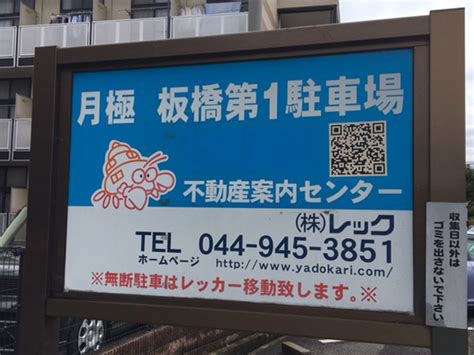 月極 板橋第1駐車場
不動産案内センター
(株)レック
TEL 044-945-3851
ホームページ http://www.yadokari.com/
※無断駐車はレッカー移動致します。※
収集日以外は
ゴミを出さないで下さい